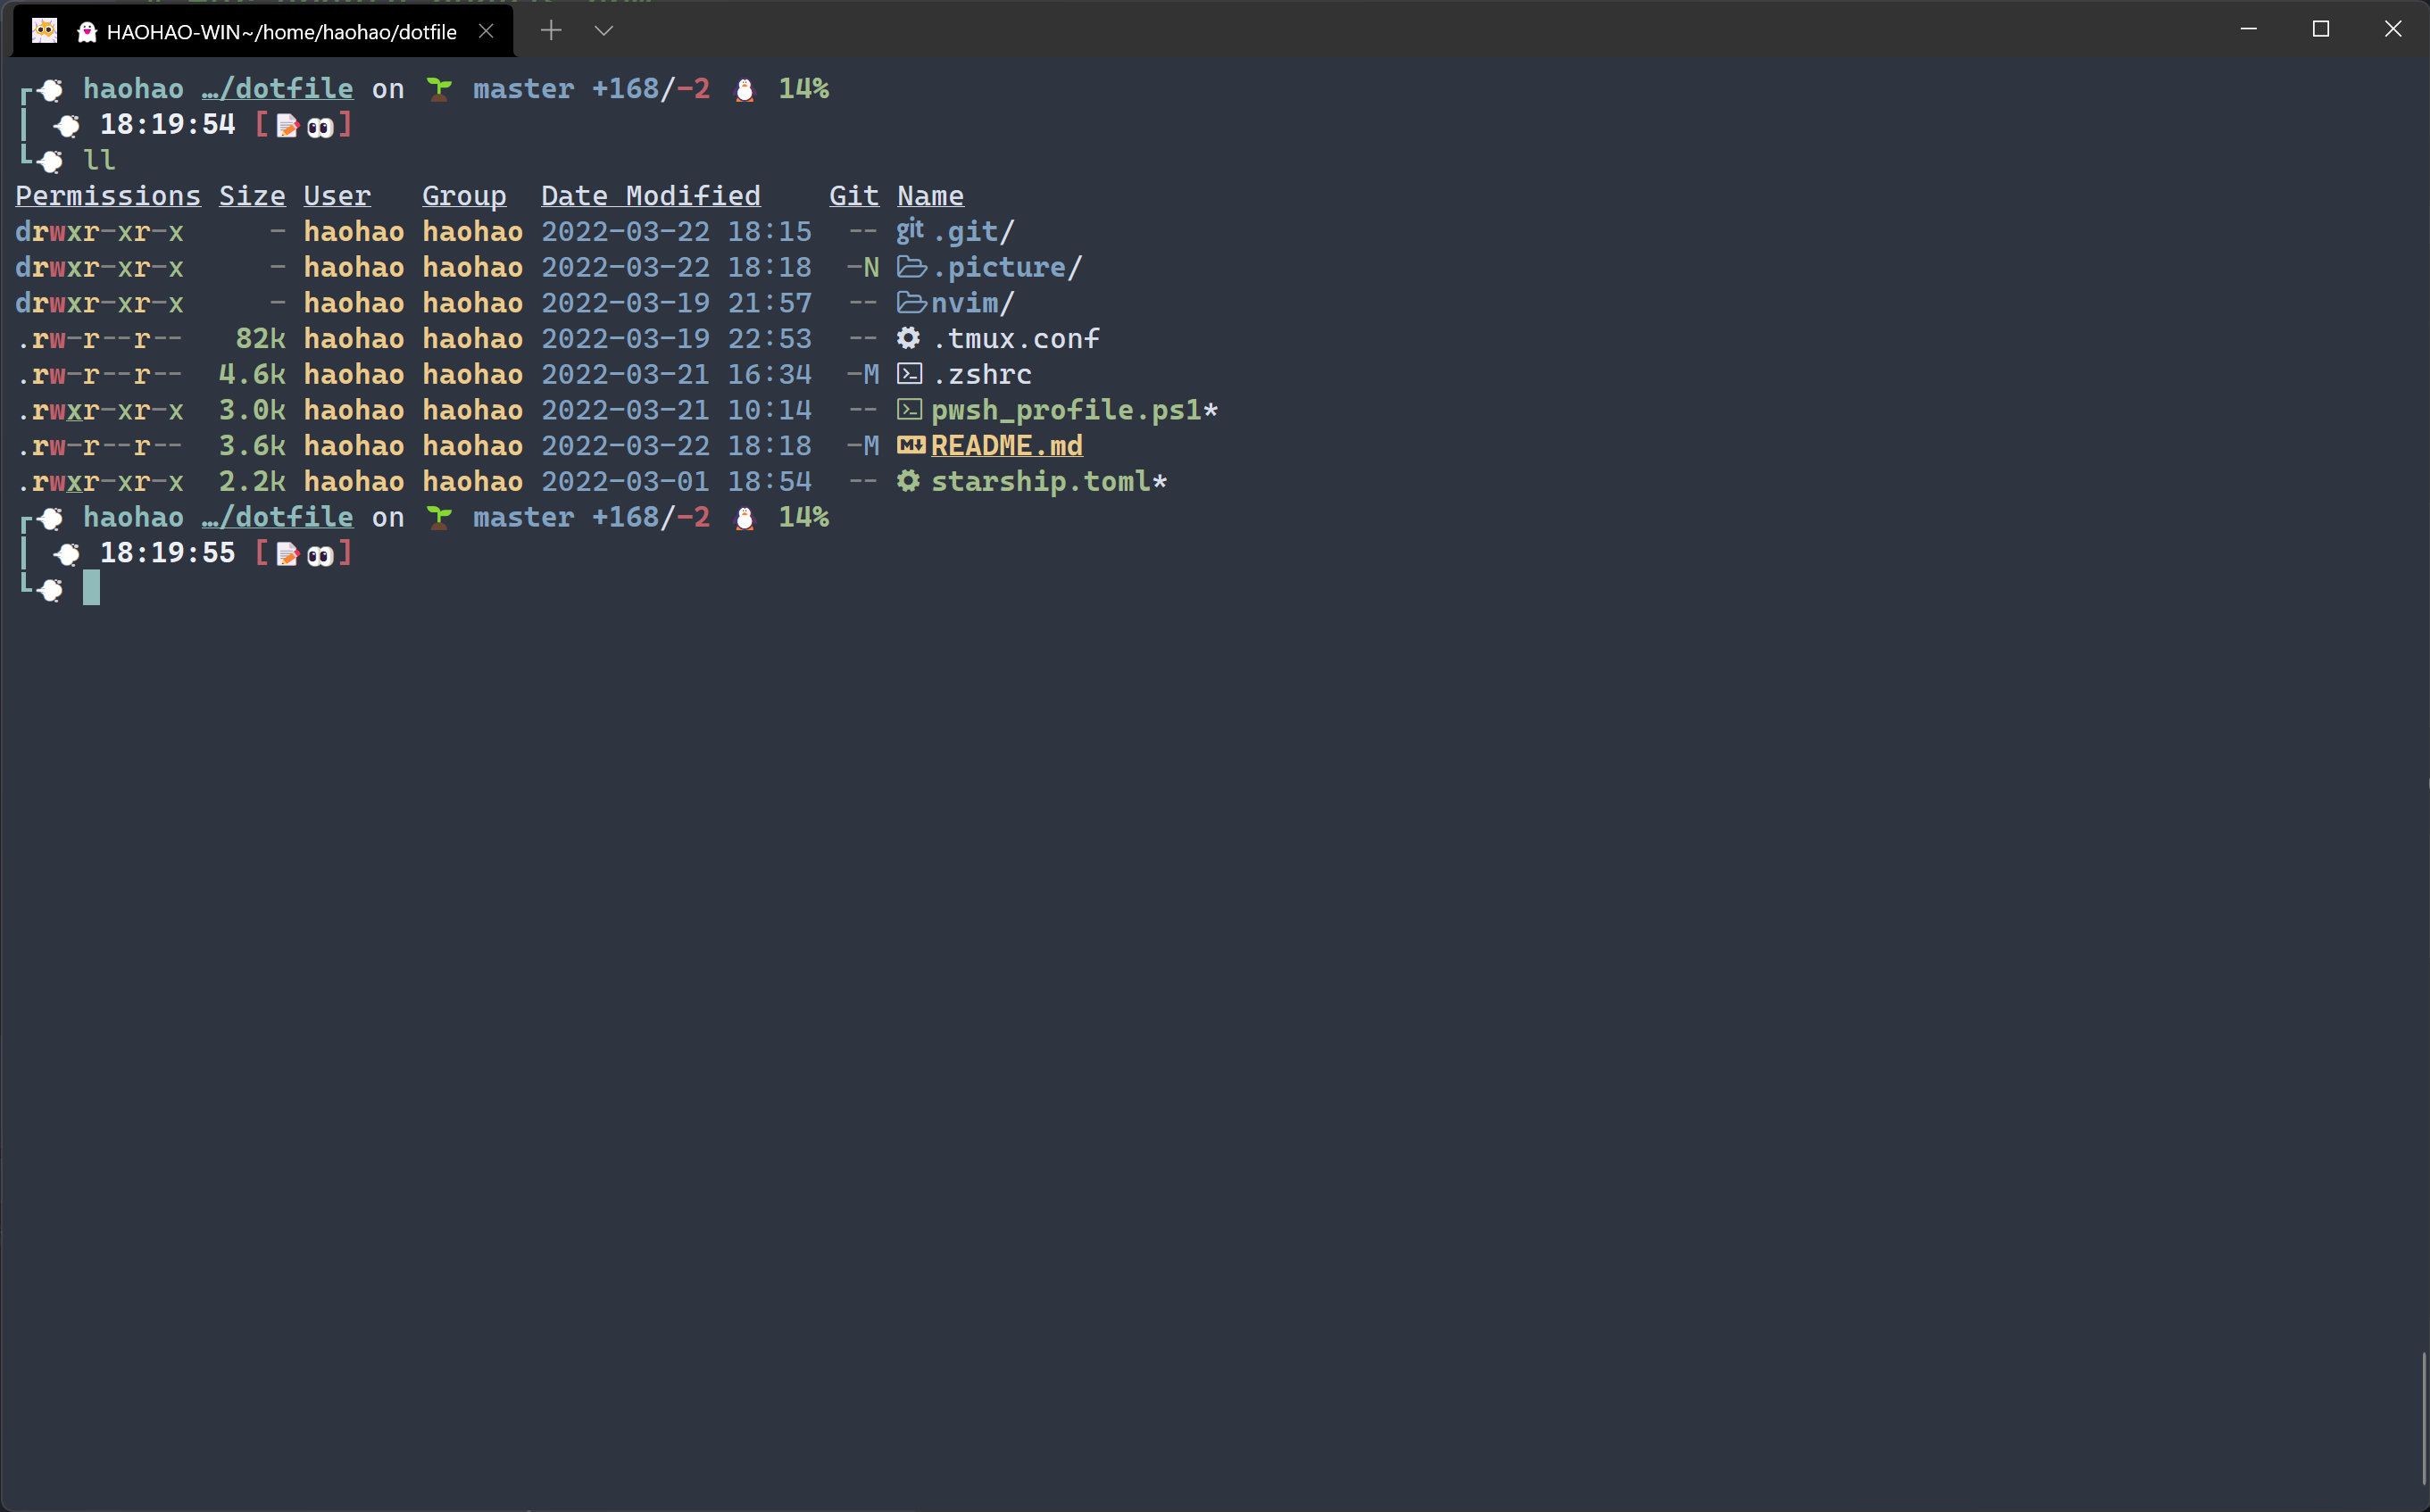 HAOHAO-WIN~/home/haohao/dotfile
haohao …/dotfile on master +168/-2 14%
18:19:54 [📝👀]
ll
Permissions Size User Group Date Modified Git Name
drwxr-xr-x - haohao haohao 2022-03-22 18:15 -- git .git/
drwxr-xr-x - haohao haohao 2022-03-22 18:18 -N .picture/
drwxr-xr-x - haohao haohao 2022-03-19 21:57 -- nvim/
.rw-r--r-- 82k haohao haohao 2022-03-19 22:53 -- .tmux.conf
.rw-r--r-- 4.6k haohao haohao 2022-03-21 16:34 -M .zshrc
.rwxr-xr-x 3.0k haohao haohao 2022-03-21 10:14 -- pwsh_profile.ps1*
.rw-r--r-- 3.6k haohao haohao 2022-03-22 18:18 -M README.md
.rwxr-xr-x 2.2k haohao haohao 2022-03-01 18:54 -- starship.toml*
haohao …/dotfile on master +168/-2 14%
18:19:55 [📝👀]